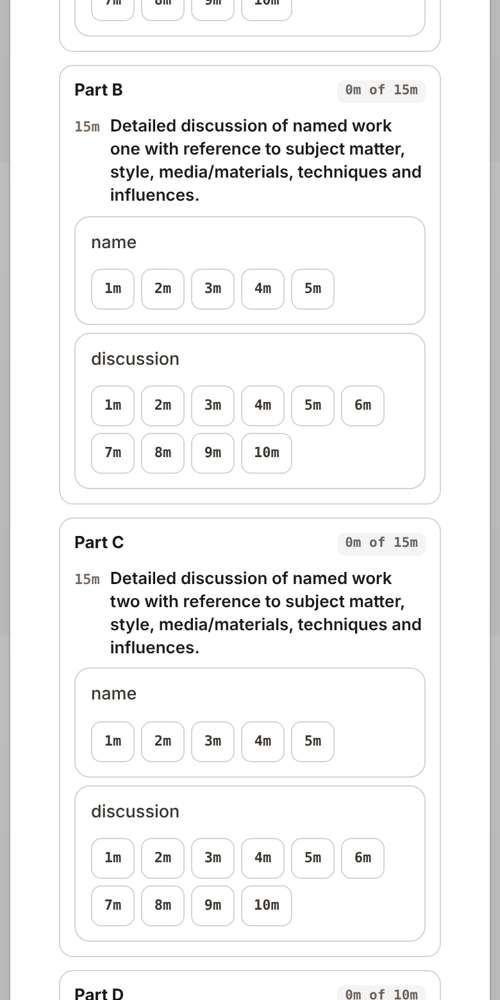 7m 8m 9m 10m
Part B 0m of 15m
15m Detailed discussion of named work
one with reference to subject matter,
style, media/materials, techniques and
influences.
name
1m 2m 3m 4m 5m
discussion
1m 2m 3m 4m 5m 6m
7m 8m 9m 10m
Part C 0m of 15m
15m Detailed discussion of named work
two with reference to subject matter,
style, media/materials, techniques and
influences.
name
1m 2m 3m 4m 5m
discussion
1m 2m 3m 4m 5m 6m
7m 8m 9m 10m
Part D 0m of 10m